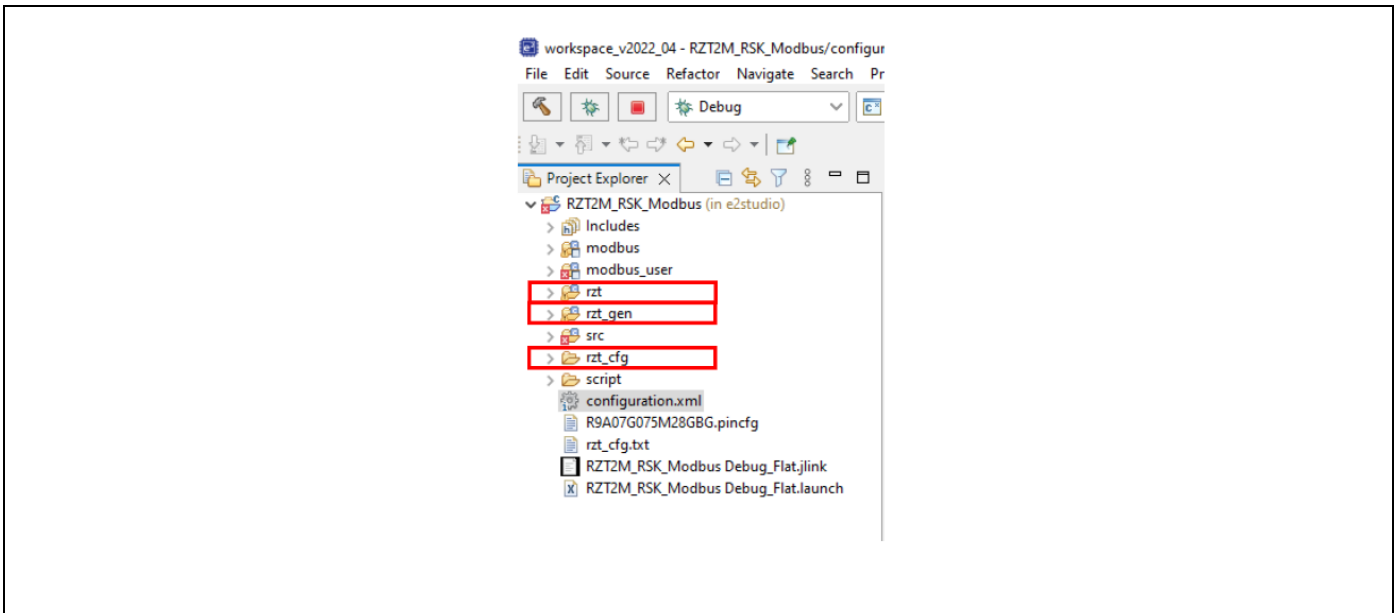 workspace_v2022_04 - RZT2M_RSK_Modbus/configur
File Edit Source Refactor Navigate Search Pr
Debug
Project Explorer
RZT2M_RSK_Modbus (in e2studio)
Includes
modbus
modbus_user
rzt
rzt_gen
src
rzt_cfg
script
configuration.xml
R9A07G075M28GBG.pincfg
rzt_cfg.txt
RZT2M_RSK_Modbus Debug_Flat.jlink
RZT2M_RSK_Modbus Debug_Flat.launch